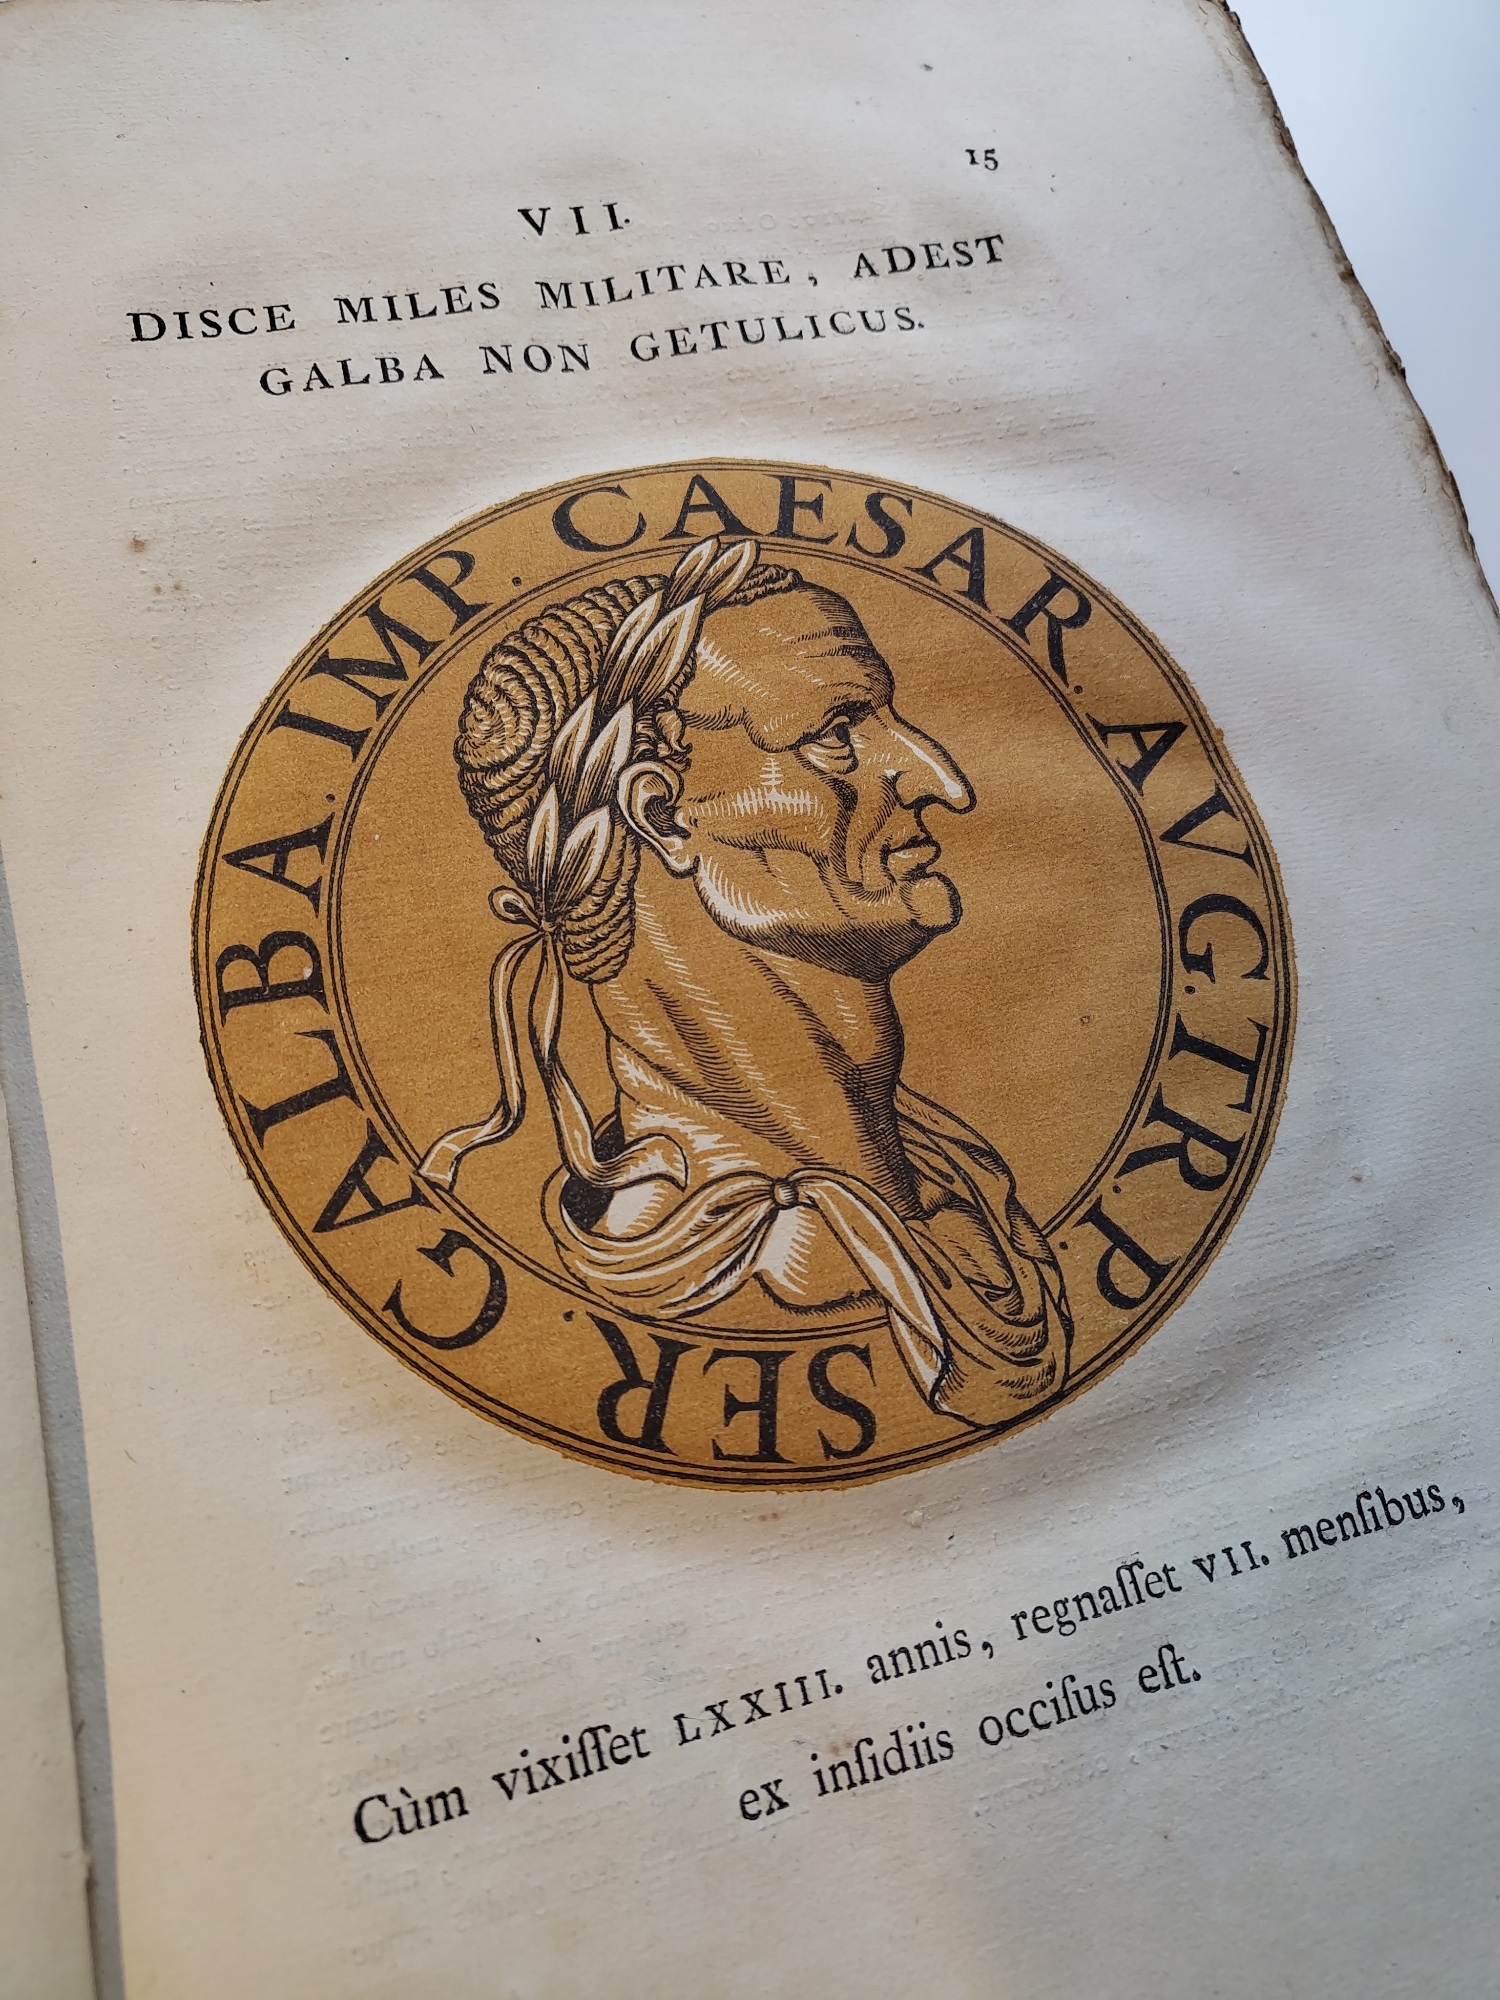 15
VII.
DISCE MILES MILITARE, ADEST
GALBA NON GETULICUS.
SER. GALBA. IMP. CAESAR. AVG. TR. P.
Cùm vixiſſet LXXIII. annis, regnaſſet VII. menſibus,
ex inſidiis occiſus eſt.